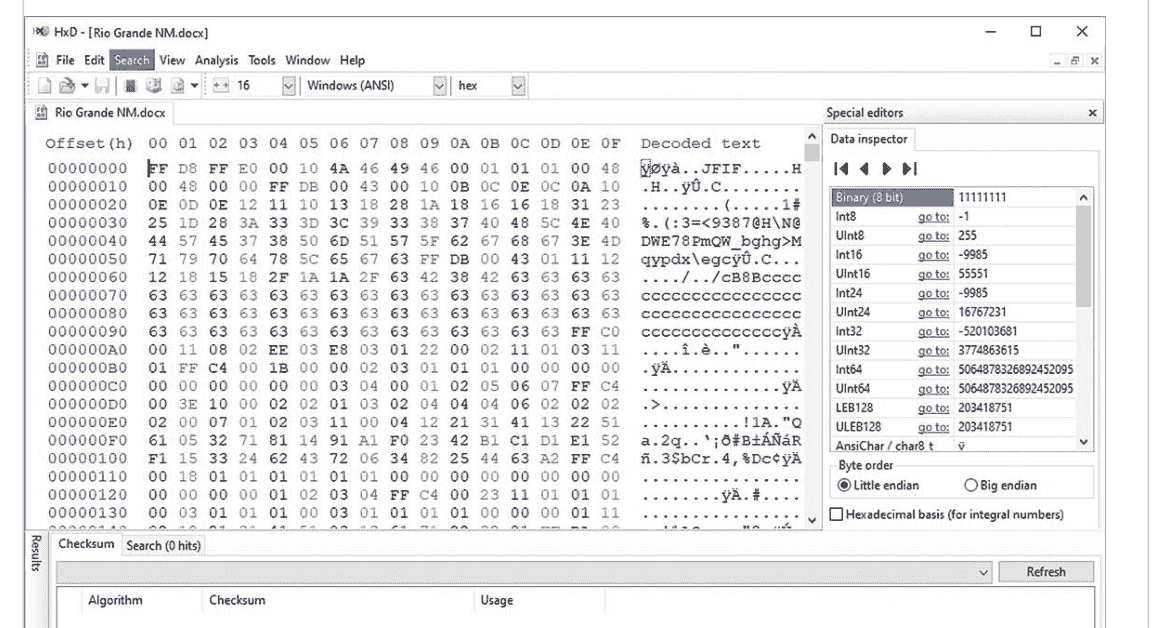 HxD - [Rio Grande NM.docx]
File Edit Search View Analysis Tools Window Help
16 Windows (ANSI) hex
Rio Grande NM.docx
Offset(h) 00 01 02 03 04 05 06 07 08 09 0A 0B 0C 0D 0E 0F Decoded text
00000000 FF D8 FF E0 00 10 4A 46 49 46 00 01 01 01 00 48 ÿØÿà..JFIF.....H
00000010 00 48 00 00 FF DB 00 43 00 10 0B 0C 0E 0C 0A 10 .H..ÿÛ.C........
00000020 0E 0D 0E 12 11 10 13 18 28 1A 18 16 16 18 31 23 ........(.....1#
00000030 25 1D 28 3A 33 3D 3C 39 33 38 37 40 48 5C 4E 40 %.(:3=<9387@H\N@
00000040 44 57 45 37 38 50 6D 51 57 5F 62 67 68 67 3E 4D DWE78PmQW_bghg>M
00000050 71 79 70 64 78 5C 65 67 63 FF DB 00 43 01 11 12 qypdx\egcÿÛ.C...
00000060 12 18 15 18 2F 1A 1A 2F 63 42 38 42 63 63 63 63 ..../../cB8Bcccc
00000070 63 63 63 63 63 63 63 63 63 63 63 63 63 63 63 63 cccccccccccccccc
00000080 63 63 63 63 63 63 63 63 63 63 63 63 63 63 63 63 cccccccccccccccc
00000090 63 63 63 63 63 63 63 63 63 63 63 63 63 63 FF C0 ccccccccccccccÿÀ
000000A0 00 11 08 02 EE 03 E8 03 01 22 00 02 11 01 03 11 ....î.è.."......
000000B0 01 FF C4 00 1B 00 00 02 03 01 01 01 00 00 00 00 .ÿÄ.............
000000C0 00 00 00 00 00 00 03 04 00 01 02 05 06 07 FF C4 ..............ÿÄ
000000D0 00 3E 10 00 02 02 01 03 02 04 04 04 06 02 02 02 .>..............
000000E0 02 00 07 01 02 03 11 00 04 12 21 31 41 13 22 51 ..........!1A."Q
000000F0 61 05 32 71 81 14 91 A1 F0 23 42 B1 C1 D1 E1 52 a.2q..‘¡ð#B±ÁÑáR
00000100 F1 15 33 24 62 43 72 06 34 82 25 44 63 A2 FF C4 ñ.3$bCr.4‚%Dc¢ÿÄ
00000110 00 18 01 01 01 01 01 01 00 00 00 00 00 00 00 00 ................
00000120 00 00 00 00 01 02 03 04 FF C4 00 23 11 01 01 01 ........ÿÄ.#....
00000130 00 03 01 01 01 00 03 01 01 01 01 00 00 00 01 11 ................
Special editors
Data inspector
Binary (8 bit) 11111111
Int8 go to: -1
UInt8 go to: 255
Int16 go to: -9985
UInt16 go to: 55551
Int24 go to: -9985
UInt24 go to: 16767231
Int32 go to: -520103681
UInt32 go to: 3774863615
Int64 go to: 5064878326892452095
UInt64 go to: 5064878326892452095
LEB128 go to: 203418751
ULEB128 go to: 203418751
AnsiChar / char8_t ÿ
Byte order
Little endian Big endian
Hexadecimal basis (for integral numbers)
Results
Checksum Search (0 hits)
Refresh
Algorithm Checksum Usage